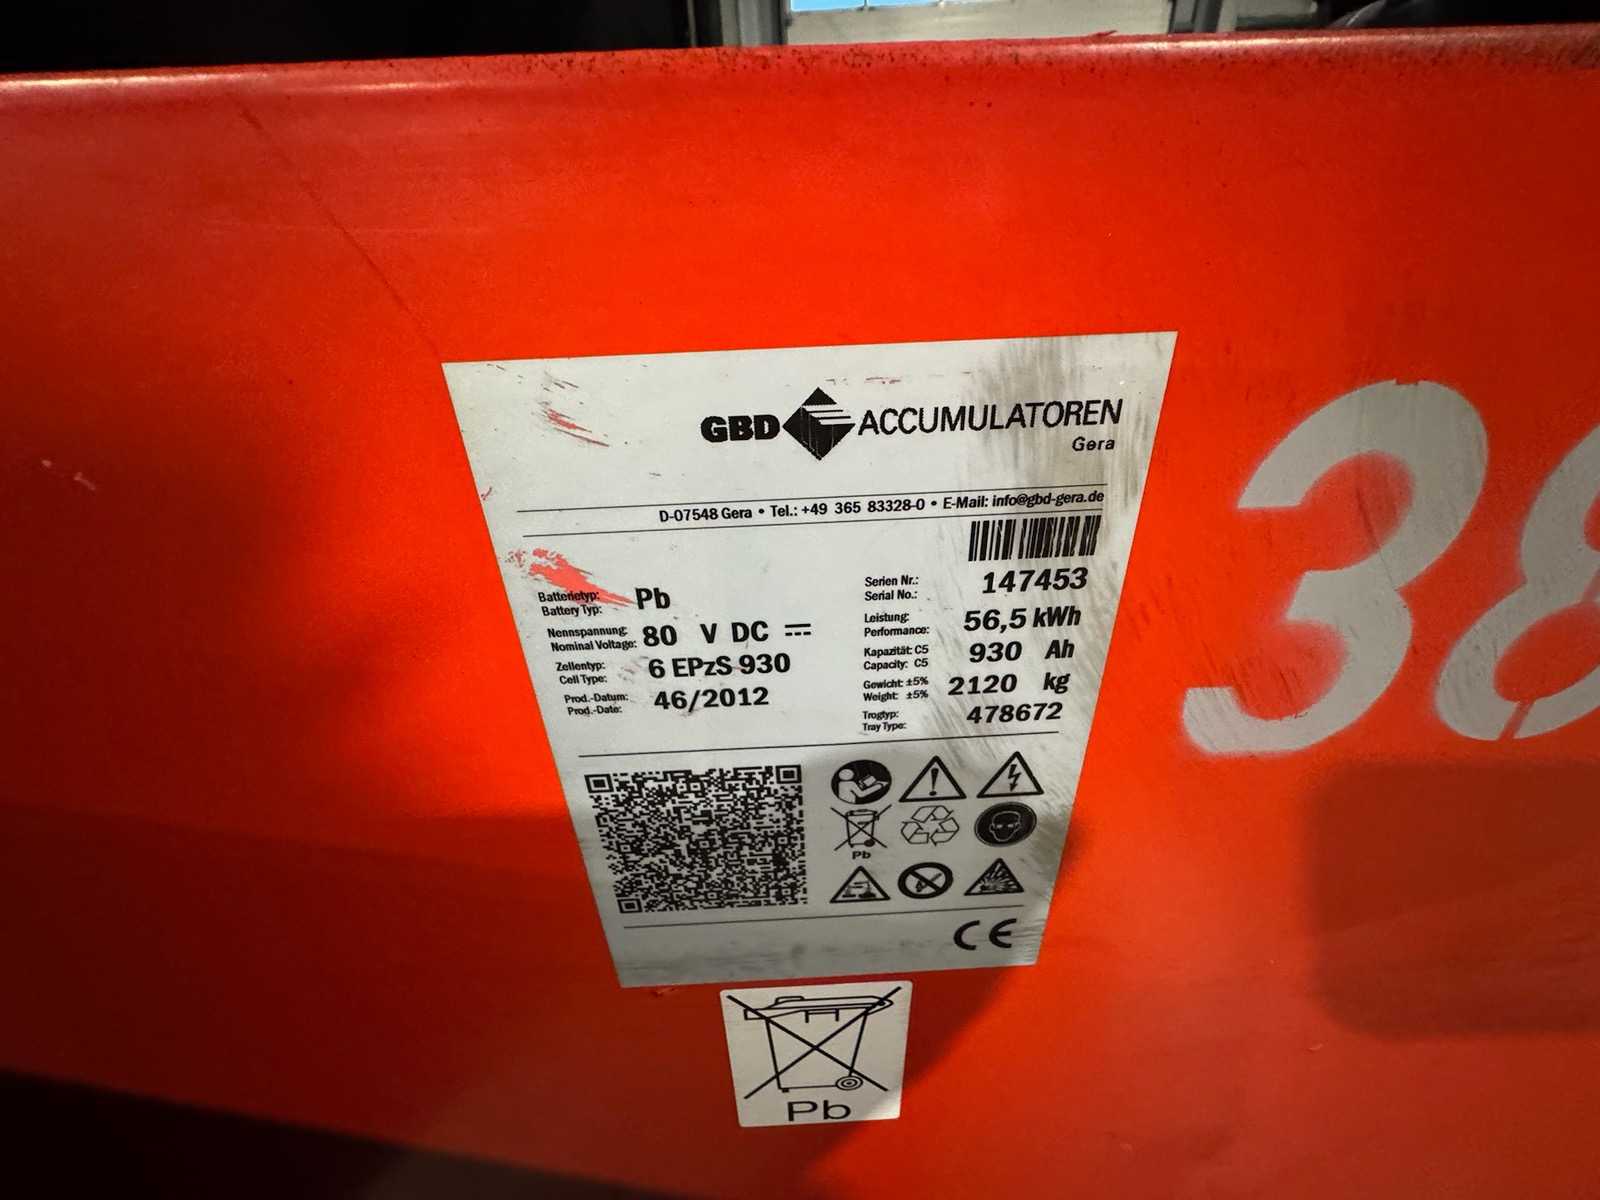 GBD ACCUMULATOREN
Gera
D-07548 Gera • Tel.: +49 365 83328-0 • E-Mail: info@gbd-gera.de
Batterietyp:
Battery Typ: Pb
Nennspannung:
Nominal Voltage: 80 V DC
Zellentyp:
Cell Type: 6 EPzS 930
Prod.-Datum:
Prod.-Date: 46/2012
Serien Nr.:
Serial No.: 147453
Leistung:
Performance: 56,5 kWh
Kapazität: C5
Capacity: C5 930 Ah
Gewicht: ±5%
Weight: ±5% 2120 kg
Trogtyp:
Tray Type: 478672
Pb
CE
Pb
38